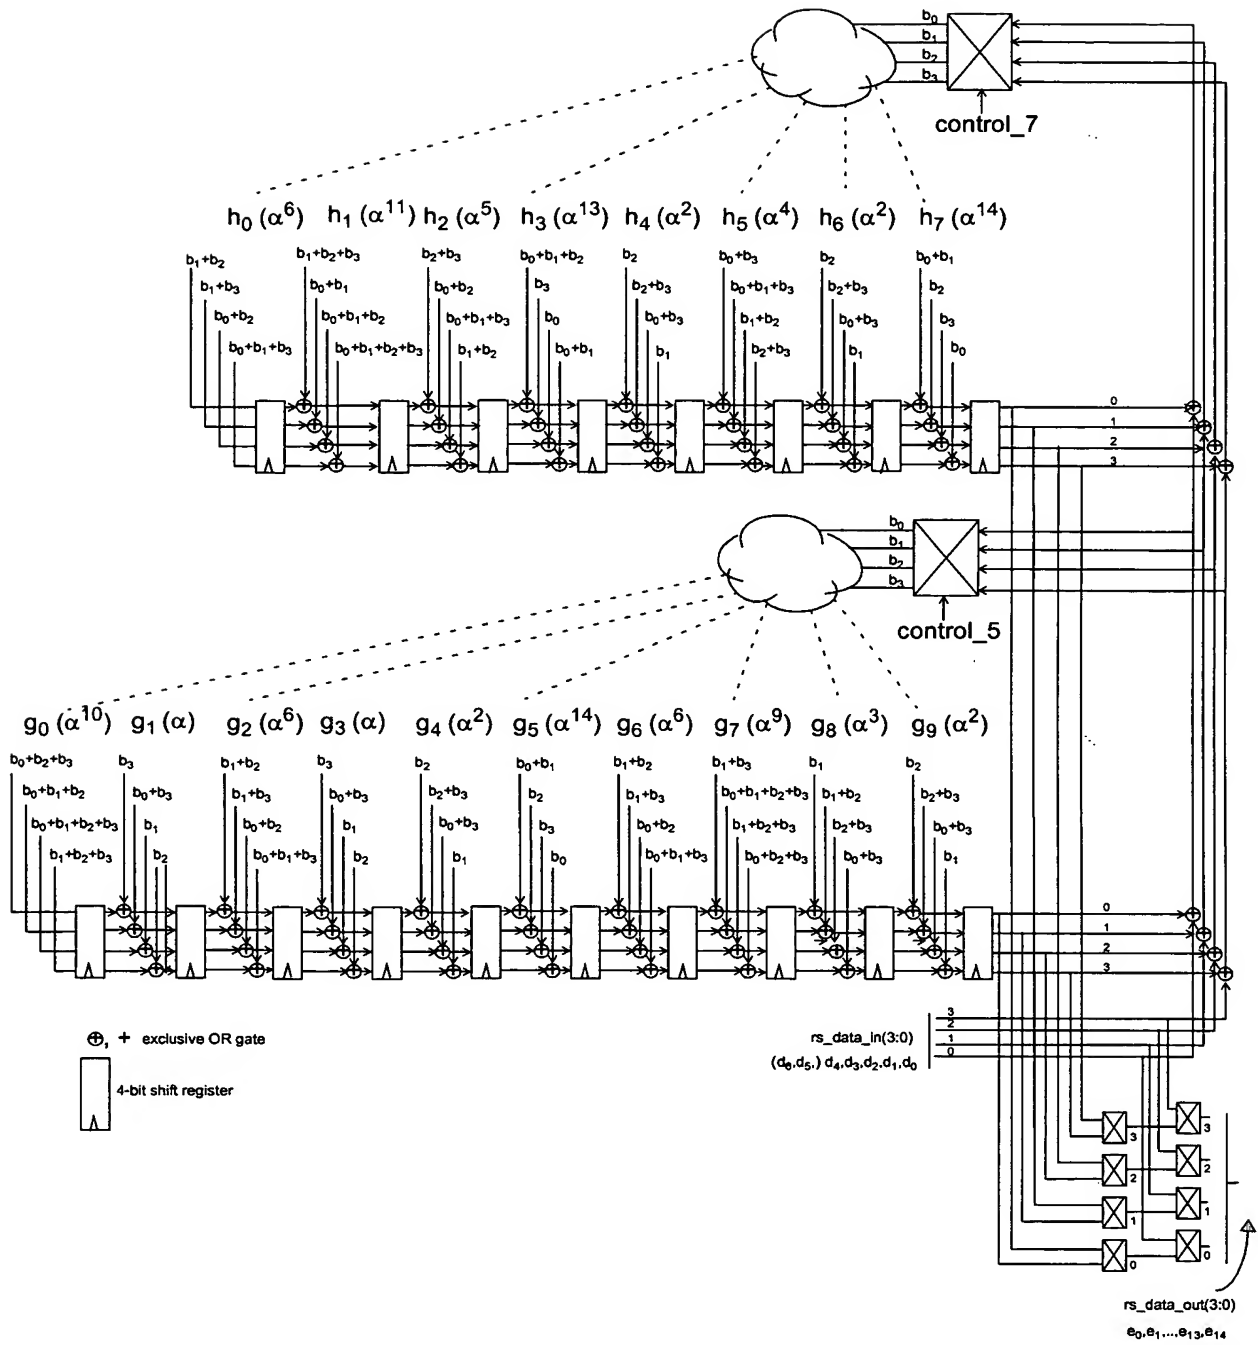 b0
b1
b2
b3
control_7
h0 (α6) h1 (α11) h2 (α5) h3 (α13) h4 (α2) h5 (α4) h6 (α2) h7 (α14)
b1+b2 b1+b2+b3 b2+b3 b0+b1+b2 b2 b0+b3 b2 b0+b1
b1+b3 b0+b1 b0+b2 b3 b2+b3 b0+b1+b3 b2+b3 b2
b0+b2 b0+b1+b2 b0+b1+b3 b0 b0+b3 b1+b2 b0+b3 b3
b0+b1+b3 b0+b1+b2+b3 b1+b2 b0+b1 b1 b2+b3 b1 b0
0
1
2
3
b0
b1
b2
b3
control_5
g0 (α10) g1 (α) g2 (α6) g3 (α) g4 (α2) g5 (α14) g6 (α6) g7 (α9) g8 (α3) g9 (α2)
b0+b2+b3 b3 b1+b2 b3 b2 b0+b1 b1+b2 b1+b3 b1 b2
b0+b1+b2 b0+b3 b1+b3 b0+b3 b2+b3 b2 b1+b3 b0+b1+b2+b3 b1+b2 b2+b3
b0+b1+b2+b3 b1 b0+b2 b1 b0+b3 b3 b0+b2 b1+b2+b3 b2+b3 b0+b3
b1+b2+b3 b2 b0+b1+b3 b2 b1 b0 b0+b1+b3 b0+b2+b3 b0+b3 b1
0
1
2
3
⊕, + exclusive OR gate
4-bit shift register
rs_data_in(3:0)
(d6,d5,) d4,d3,d2,d1,d0
3
2
1
0
3 3
2 2
1 1
0 0
rs_data_out(3:0)
e0,e1,...,e13,e14